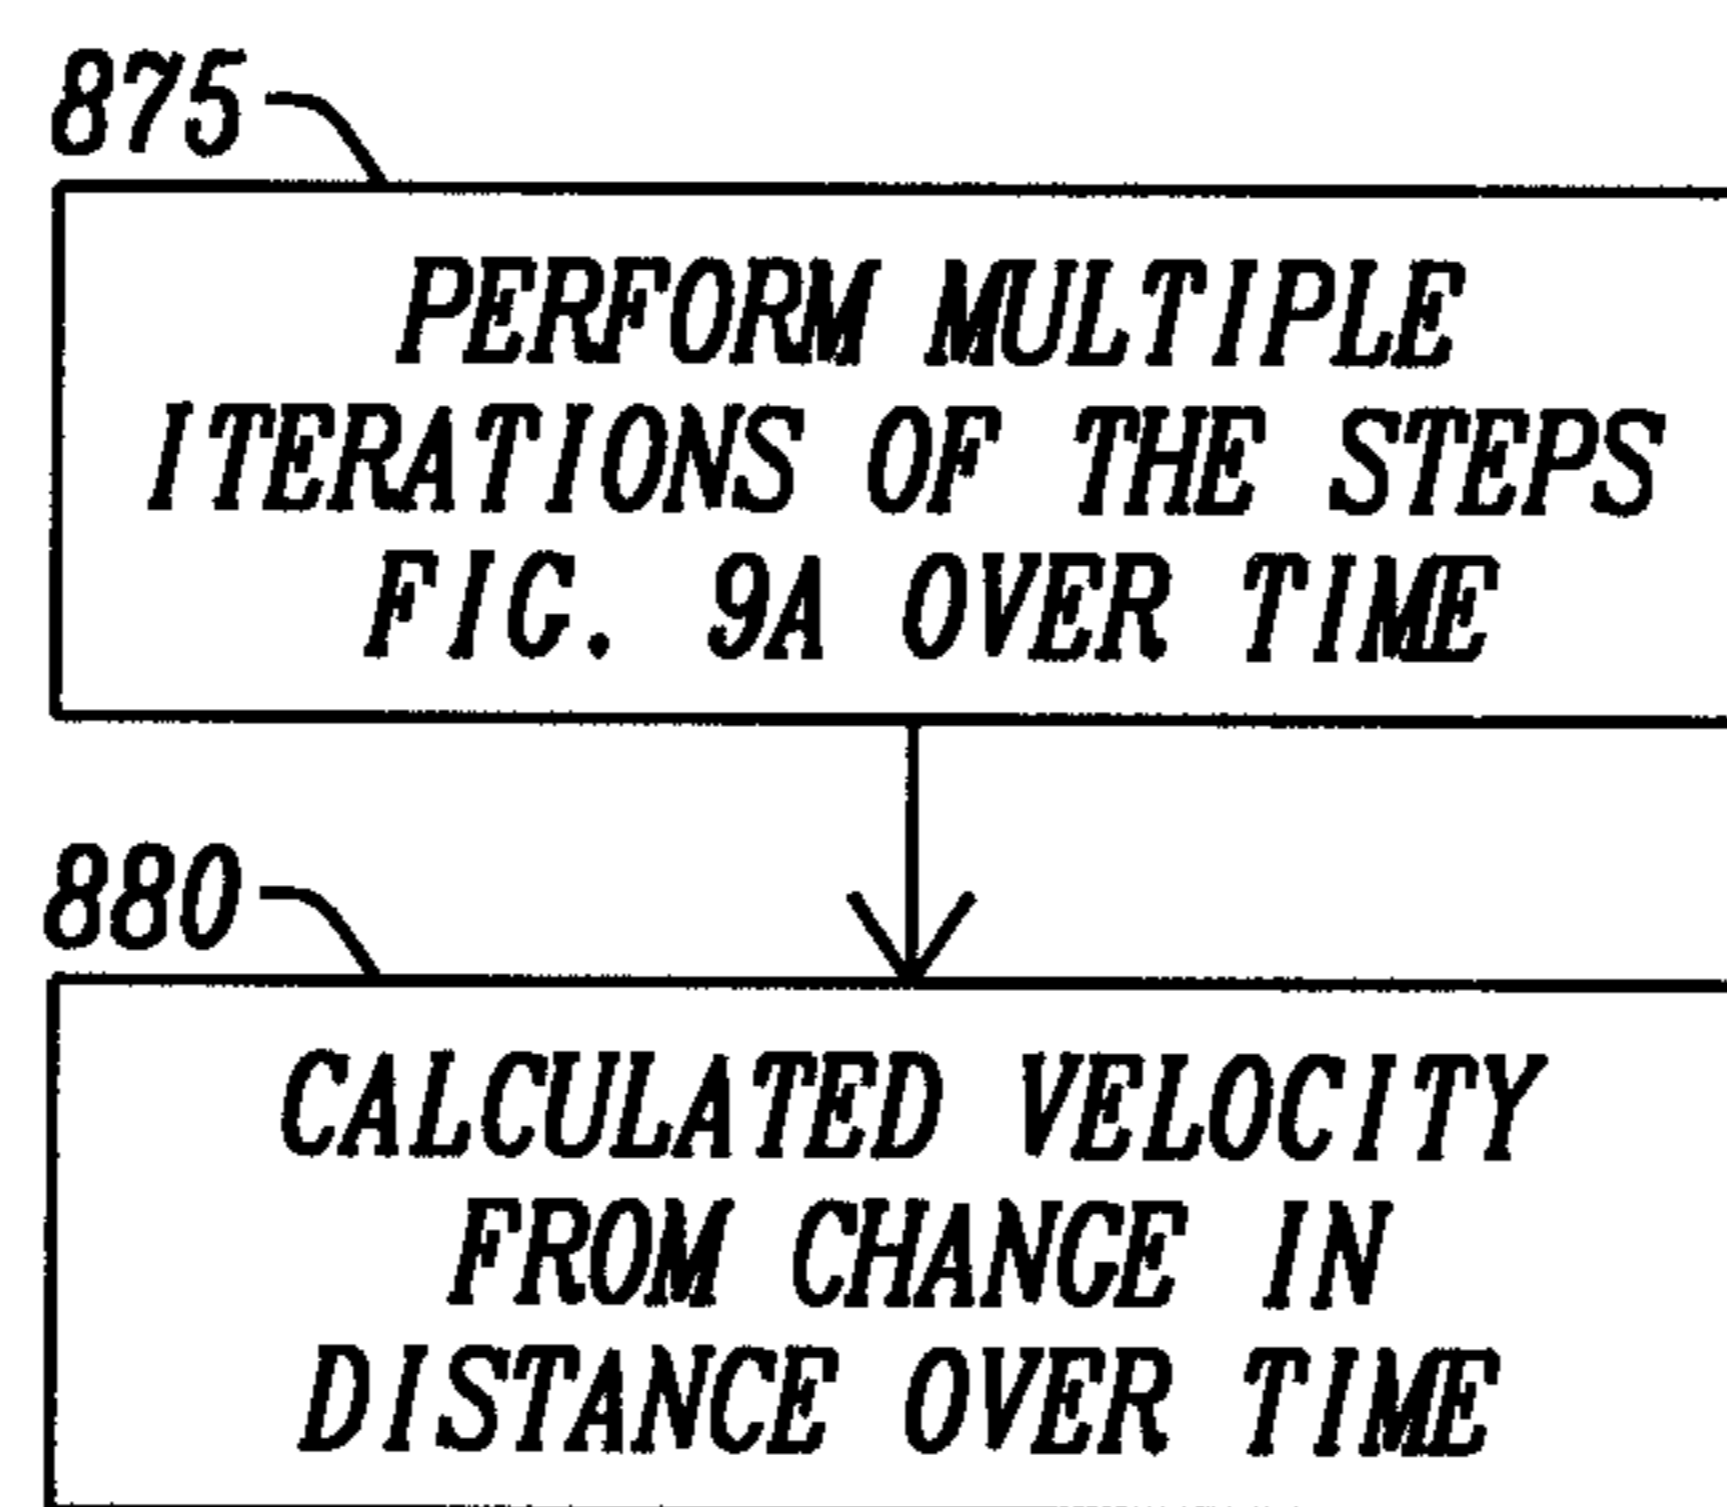 875
PERFORM MULTIPLE
ITERATIONS OF THE STEPS
FIG. 9A OVER TIME
880
CALCULATED VELOCITY
FROM CHANGE IN
DISTANCE OVER TIME